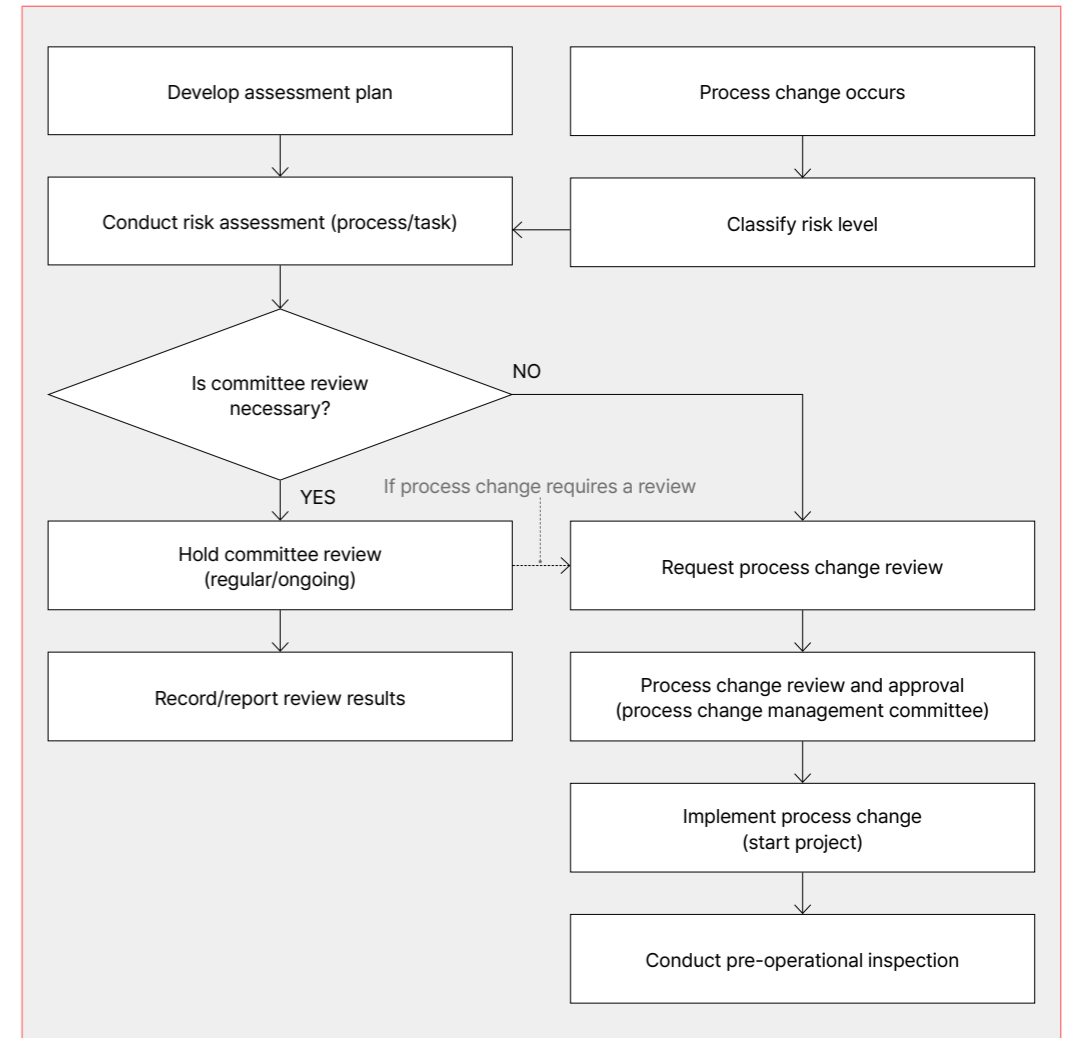 Develop assessment plan
Process change occurs
Conduct risk assessment (process/task)
Classify risk level
Is committee review
necessary?
NO
YES
If process change requires a review
Hold committee review
(regular/ongoing)
Request process change review
Record/report review results
Process change review and approval
(process change management committee)
Implement process change
(start project)
Conduct pre-operational inspection